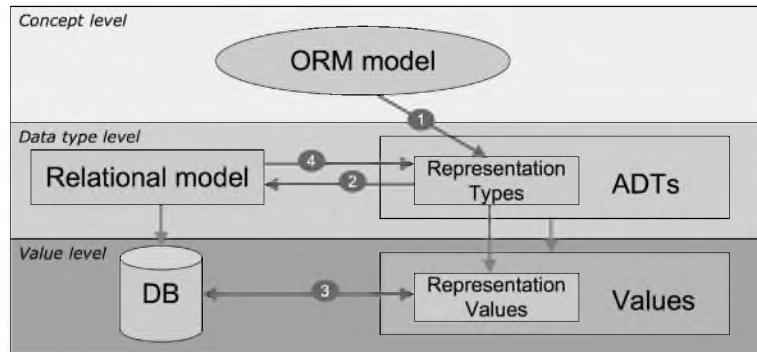 Concept level
ORM model
1
Data type level
Relational model
4
2
Representation
Types
ADTs
Value level
DB
3
Representation
Values
Values